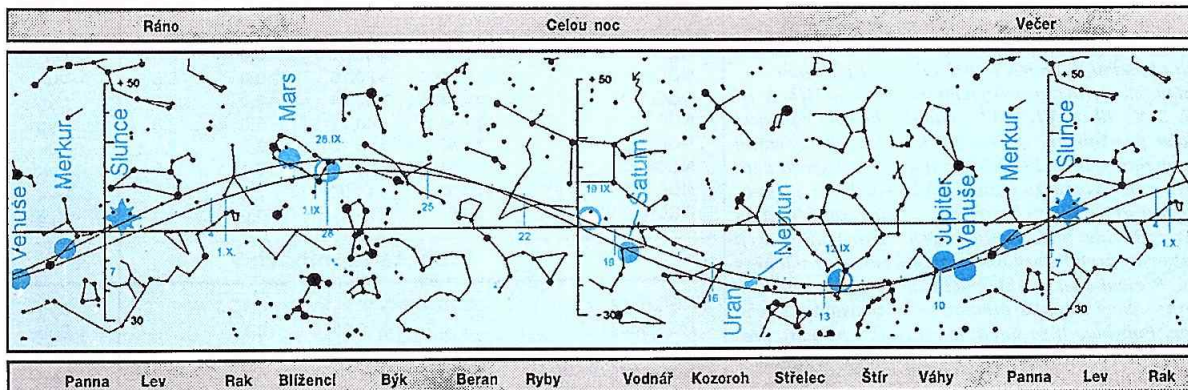 Ráno Celou noc Večer
+ 50 + 50 + 50
Venuše Merkur Slunce Mars Saturn Uran Neptun Jupiter Venuše Merkur Slunce
28.IX. 19 IX. 13 IX
1.IX 28 25 22 19 16 13 10 7 4 1.X.
7 4 1.X.
- 30 - 30 - 30
Panna Lev Rak Blíženci Býk Beran Ryby Vodnář Kozoroh Střelec Štír Váhy Panna Lev Rak